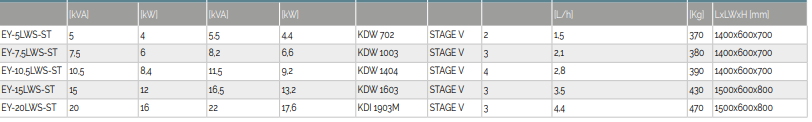 [kVA] [kW] [kVA] [kW] [L/h] [Kg] LxLWxH [mm]
EY-5LWS-ST 5 4 5,5 4,4 KDW 702 STAGE V 2 1,5 370 1400x600x700
EY-7,5LWS-ST 7,5 6 8,2 6,6 KDW 1003 STAGE V 3 2,1 380 1400x600x700
EY-10,5LWS-ST 10,5 8,4 11,5 9,2 KDW 1404 STAGE V 4 2,8 390 1400x600x700
EY-15LWS-ST 15 12 16,5 13,2 KDW 1603 STAGE V 3 3,5 430 1500x600x800
EY-20LWS-ST 20 16 22 17,6 KDI 1903M STAGE V 3 4,4 470 1500x600x800